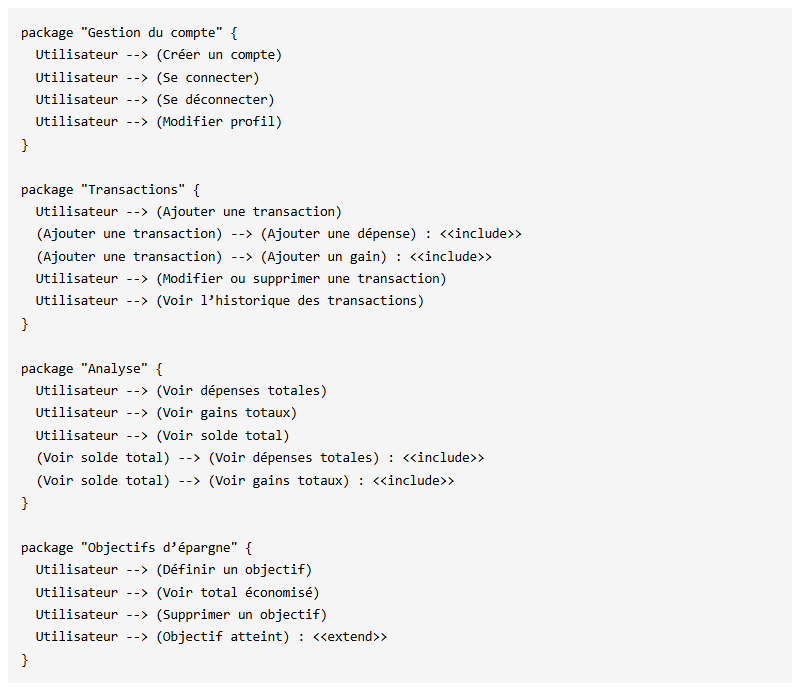 package "Gestion du compte" {
  Utilisateur --> (Créer un compte)
  Utilisateur --> (Se connecter)
  Utilisateur --> (Se déconnecter)
  Utilisateur --> (Modifier profil)
}

package "Transactions" {
  Utilisateur --> (Ajouter une transaction)
  (Ajouter une transaction) --> (Ajouter une dépense) : <<include>>
  (Ajouter une transaction) --> (Ajouter un gain) : <<include>>
  Utilisateur --> (Modifier ou supprimer une transaction)
  Utilisateur --> (Voir l’historique des transactions)
}

package "Analyse" {
  Utilisateur --> (Voir dépenses totales)
  Utilisateur --> (Voir gains totaux)
  Utilisateur --> (Voir solde total)
  (Voir solde total) --> (Voir dépenses totales) : <<include>>
  (Voir solde total) --> (Voir gains totaux) : <<include>>
}

package "Objectifs d’épargne" {
  Utilisateur --> (Définir un objectif)
  Utilisateur --> (Voir total économisé)
  Utilisateur --> (Supprimer un objectif)
  Utilisateur --> (Objectif atteint) : <<extend>>
}